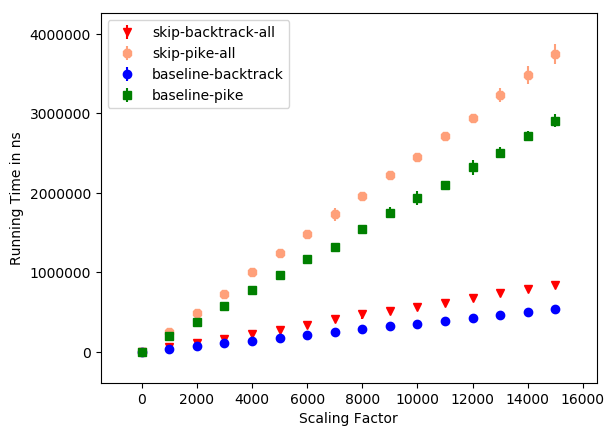 4000000
3000000
2000000
1000000
0
Running Time in ns
skip-backtrack-all
skip-pike-all
baseline-backtrack
baseline-pike
0 2000 4000 6000 8000 10000 12000 14000 16000
Scaling Factor